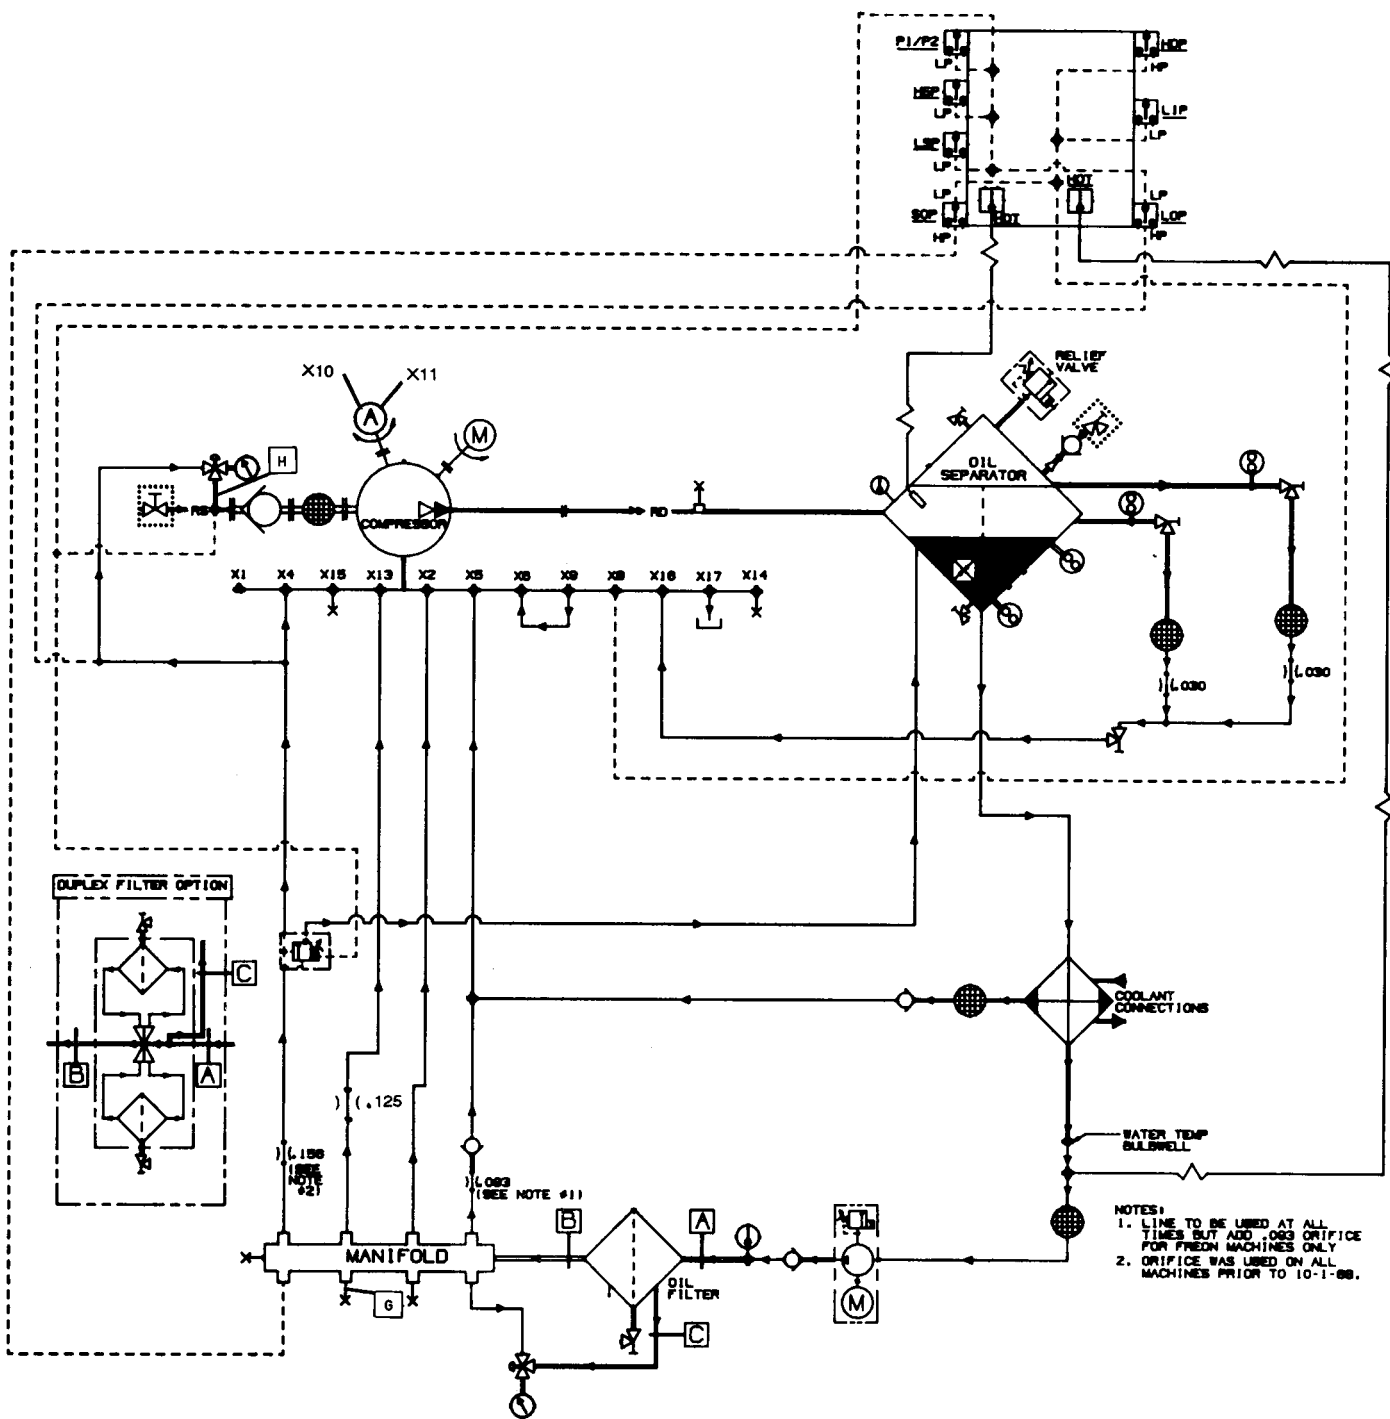 P1/P2
LP
HSP
LP
LSP
LP
LP
SOP
HP
HDP
HP
LIP
LP
HOT
HDT
LP
LOP
HP
RELIEF
VALVE
X10
X11
A
M
H
OIL
SEPARATOR
RS
COMPRESSOR
RD
X1
X4
X15
X13
X2
X5
X6
X9
X8
X16
X17
X14
.030
.030
DUPLEX FILTER OPTION
C
B
A
COOLANT
CONNECTIONS
.125
.156
(SEE
NOTE
#2)
.093
(SEE NOTE #1)
WATER TEMP
BULBWELL
MANIFOLD
B
A
G
OIL
FILTER
C
M
NOTES:
1. LINE TO BE USED AT ALL
TIMES BUT ADD .093 ORIFICE
FOR FREON MACHINES ONLY
2. ORIFICE WAS USED ON ALL
MACHINES PRIOR TO 10-1-88.